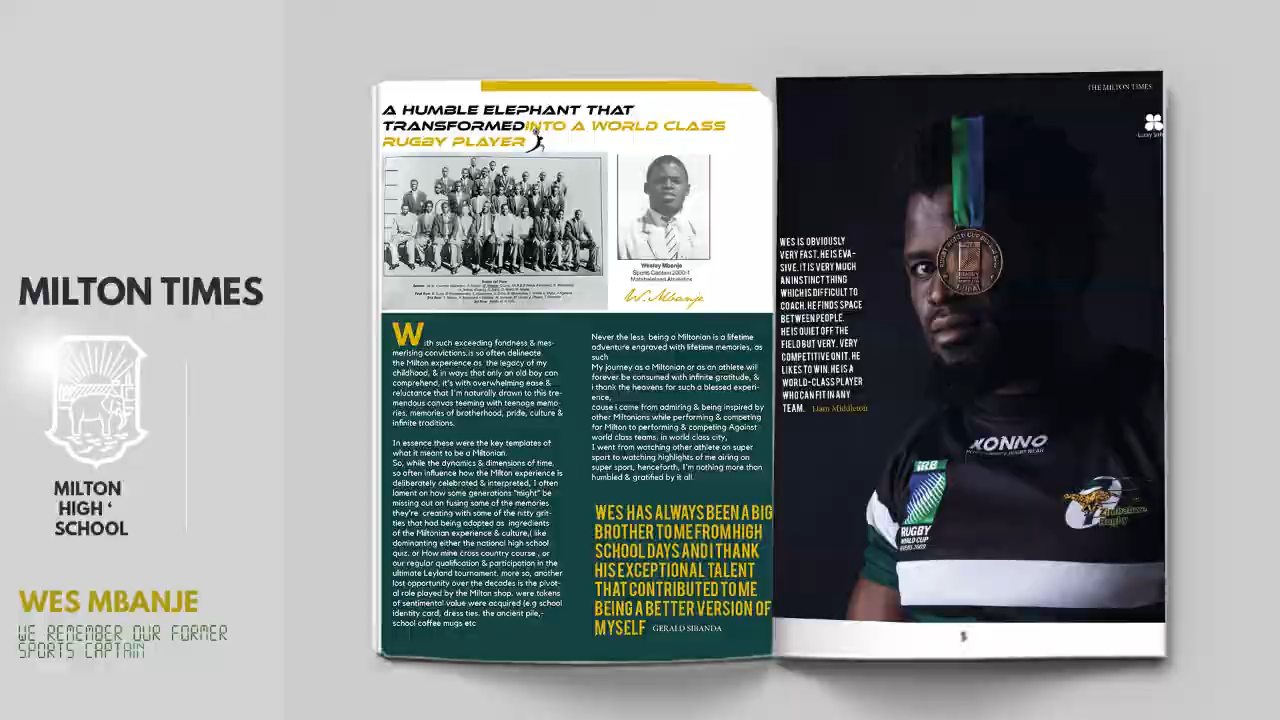 MILTON TIMES
MILTON
HIGH '
SCHOOL
WES MBANJE
WE REMEMBER OUR FORMER
SPORTS CAPTAIN
A HUMBLE ELEPHANT THAT
TRANSFORMEDINTO A WORLD CLASS
RUGBY PLAYER
Wesley Mbanje
Sports Captain 2000-1
Matabeleland Athletics
W. Mbanje
With such exceeding fondness & mes-
merising convictions,is so often delineate
the Milton experience as the legacy of my
childhood, & in ways that only an old boy can
comprehend, it's with overwhelming ease &
reluctance that I'm naturally drawn to this tre-
mendous canvas teeming with teenage memo-
ries, memories of brotherhood, pride, culture &
infinite traditions.
In essence these were the key templates of
what it meant to be a Miltonian.
So, while the dynamics & dimensions of time,
so often influence how the Milton experience is
deliberately celebrated & interpreted, I often
lament on how some generations "might" be
missing out on fusing some of the memories
they're creating with some of the nitty grit-
ties that had being adopted as ingredients
of the Miltonian experience & culture,( like
dominanting either the national high school
quiz, or How mine cross country course , or
our regular qualification & participation in the
ultimate Leyland tournament, more so, another
lost opportunity over the decades is the pivot-
al role played by the Milton shop, were tokens
of sentimental value were acquired (e.g school
identity card, dress ties, the ancient pile,-
school coffee mugs etc
Never the less, being a Miltonian is a lifetime
adventure engraved with lifetime memories, as
such
My journey as a Miltonian or as an athlete will
forever be consumed with infinite gratitude, &
i thank the heavens for such a blessed experi-
ence,
cause i came from admiring & being inspired by
other Miltonians while performing & competing
for Milton to performing & competing Against
world class teams, in world class city,
I went from watching other athlete on super
sport to watching highlights of me airing on
super sport, henceforth, I'm nothing more than
humbled & gratified by it all.
WES HAS ALWAYS BEEN A BIG
BROTHER TO ME FROM HIGH
SCHOOL DAYS AND I THANK
HIS EXCEPTIONAL TALENT
THAT CONTRIBUTED TO ME
BEING A BETTER VERSION OF
MYSELF GERALD SIBANDA
THE MILTON TIMES
WES IS OBVIOUSLY
VERY FAST. HE IS EVA-
SIVE. IT IS VERY MUCH
AN INSTINCT THING
WHICH IS DIFFICULT TO
COACH. HE FINDS SPACE
BETWEEN PEOPLE.
HE IS QUIET OFF THE
FIELD BUT VERY, VERY
COMPETITIVE ON IT. HE
LIKES TO WIN. HE IS A
WORLD-CLASS PLAYER
WHO CAN FIT IN ANY
TEAM. Liam Middleton
KONNO
iRB
RUGBY
WORLD CUP
Zimbabwe
Rugby